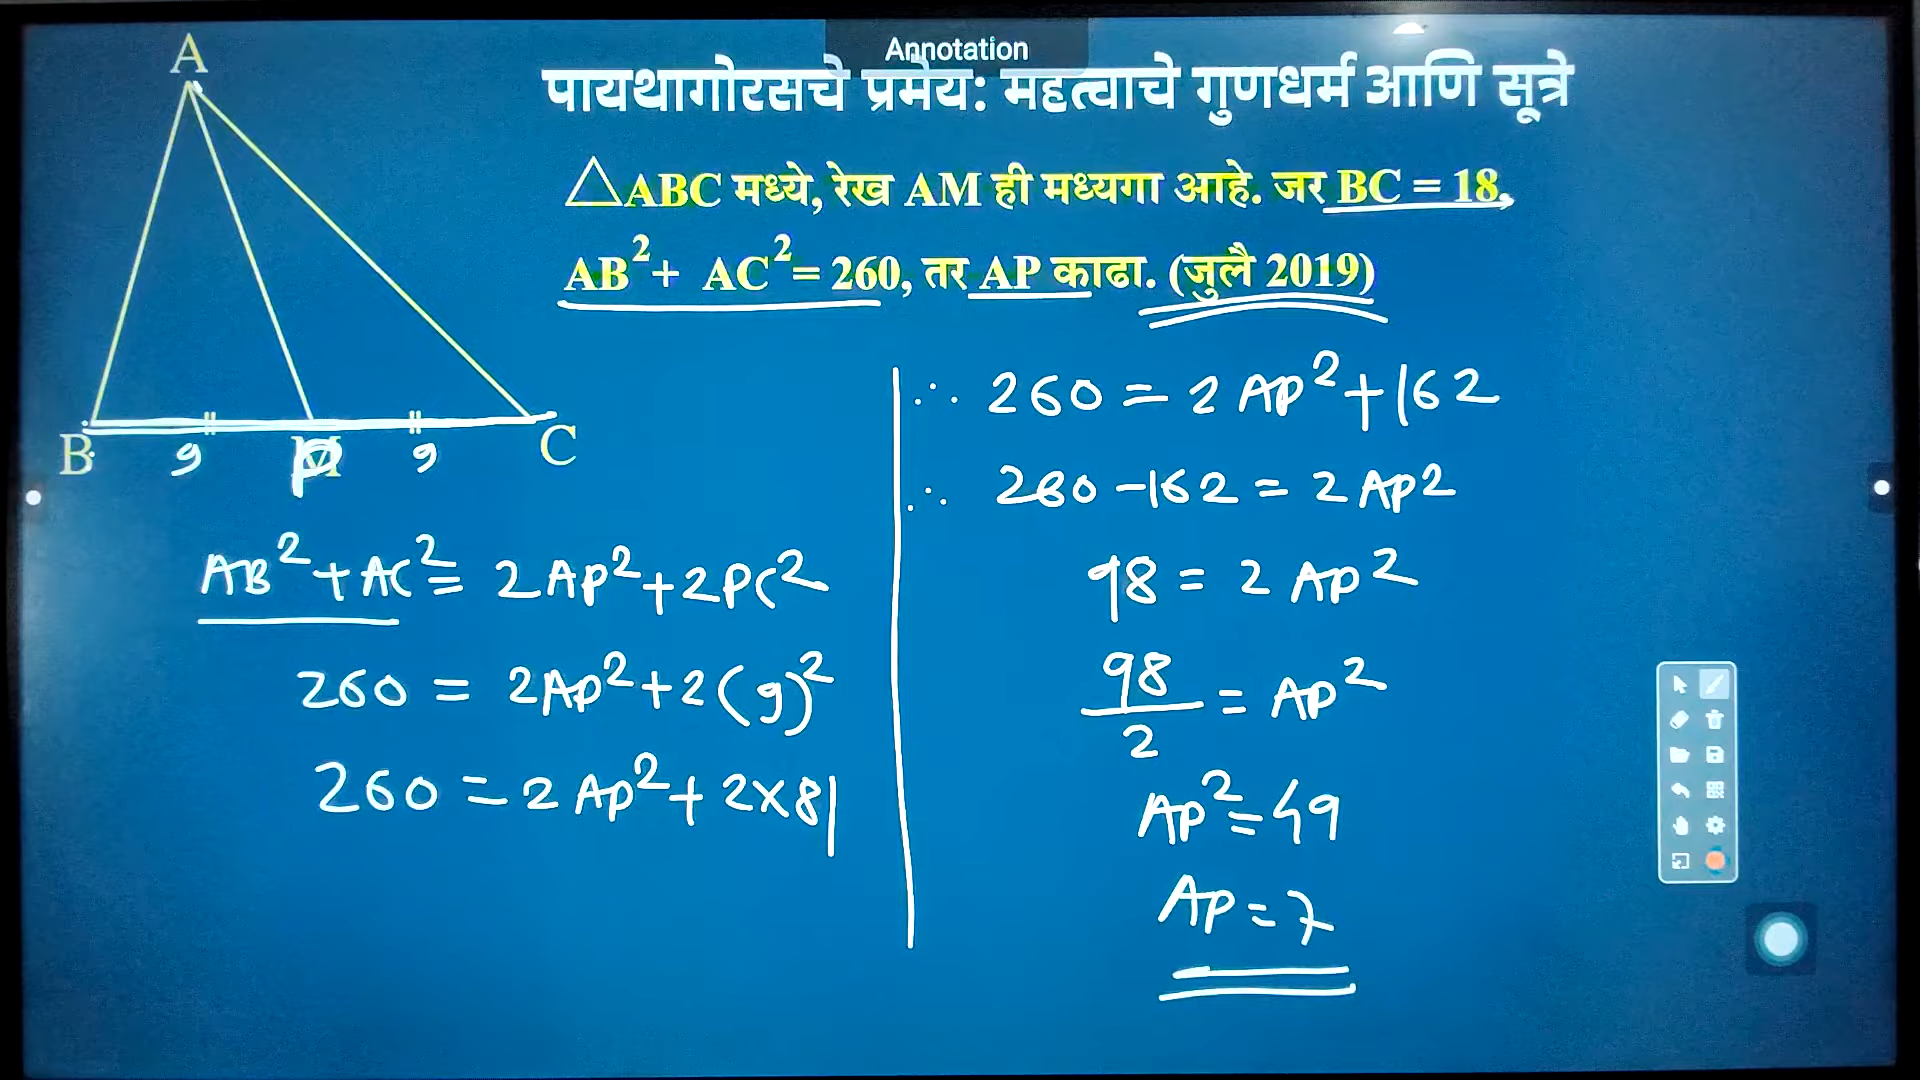 Annotation
पायथागोरसचे प्रमेय: महत्वाचे गुणधर्म आणि सूत्रे
△ABC मध्ये, रेख AM ही मध्यगा आहे. जर BC = 18,
AB²+ AC²= 260, तर AP काढा. (जुलै 2019)
A
B 9 P 9 C
AB²+AC²= 2AP²+2PC²
260 = 2AP²+2(9)²
260 = 2AP²+ 2×81
∴ 260 = 2AP²+162
∴ 260 -162 = 2AP2
98 = 2 AP²
98/2 = AP²
AP²=49
AP=7